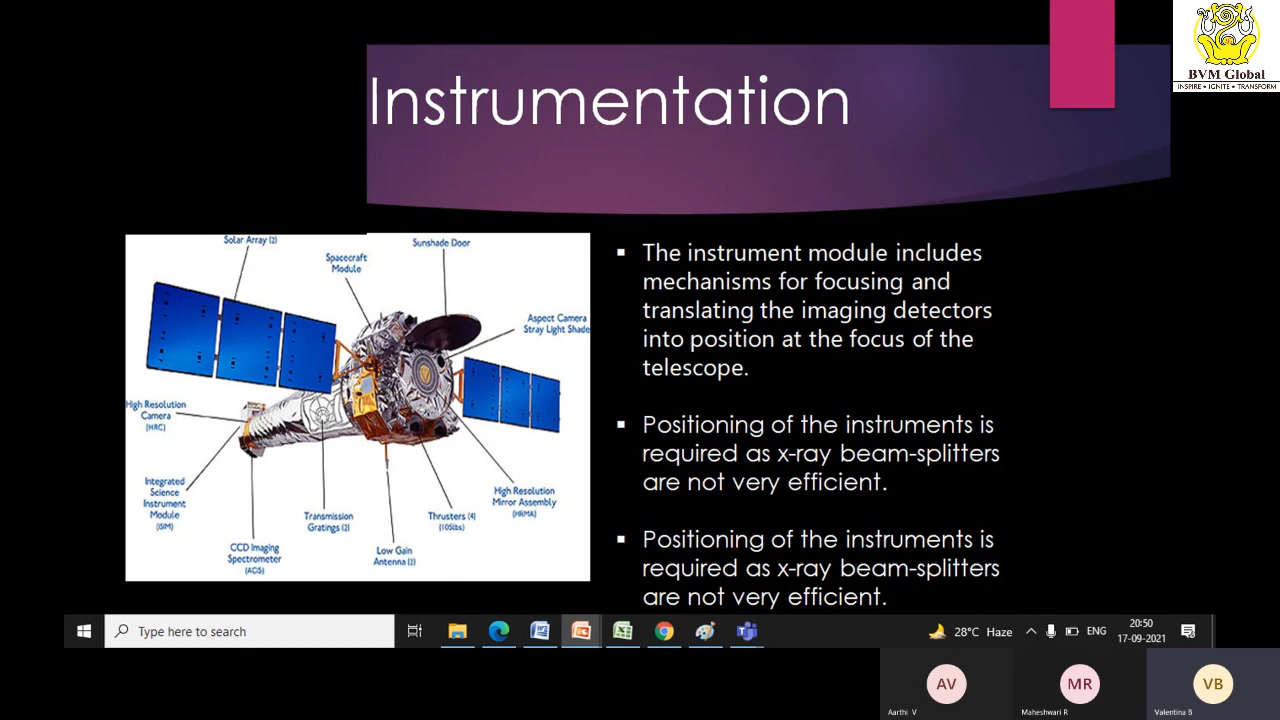 BVM Global
INSPIRE • IGNITE • TRANSFORM
Instrumentation
Solar Array (2)
Sunshade Door
Spacecraft
Module
Aspect Camera
Stray Light Shade
High Resolution
Camera
(HRC)
Integrated
Science
Instrument
Module
(ISIM)
Transmission
Gratings (2)
CCD Imaging
Spectrometer
(ACIS)
Low Gain
Antenna (2)
Thrusters (4)
(105lbs)
High Resolution
Mirror Assembly
(HRMA)
▪ The instrument module includes
mechanisms for focusing and
translating the imaging detectors
into position at the focus of the
telescope.
▪ Positioning of the instruments is
required as x-ray beam-splitters
are not very efficient.
▪ Positioning of the instruments is
required as x-ray beam-splitters
are not very efficient.
Type here to search
28°C Haze
ENG
20:50
17-09-2021
AV
Aarthi V
MR
Maheshwari R
VB
Valentina B